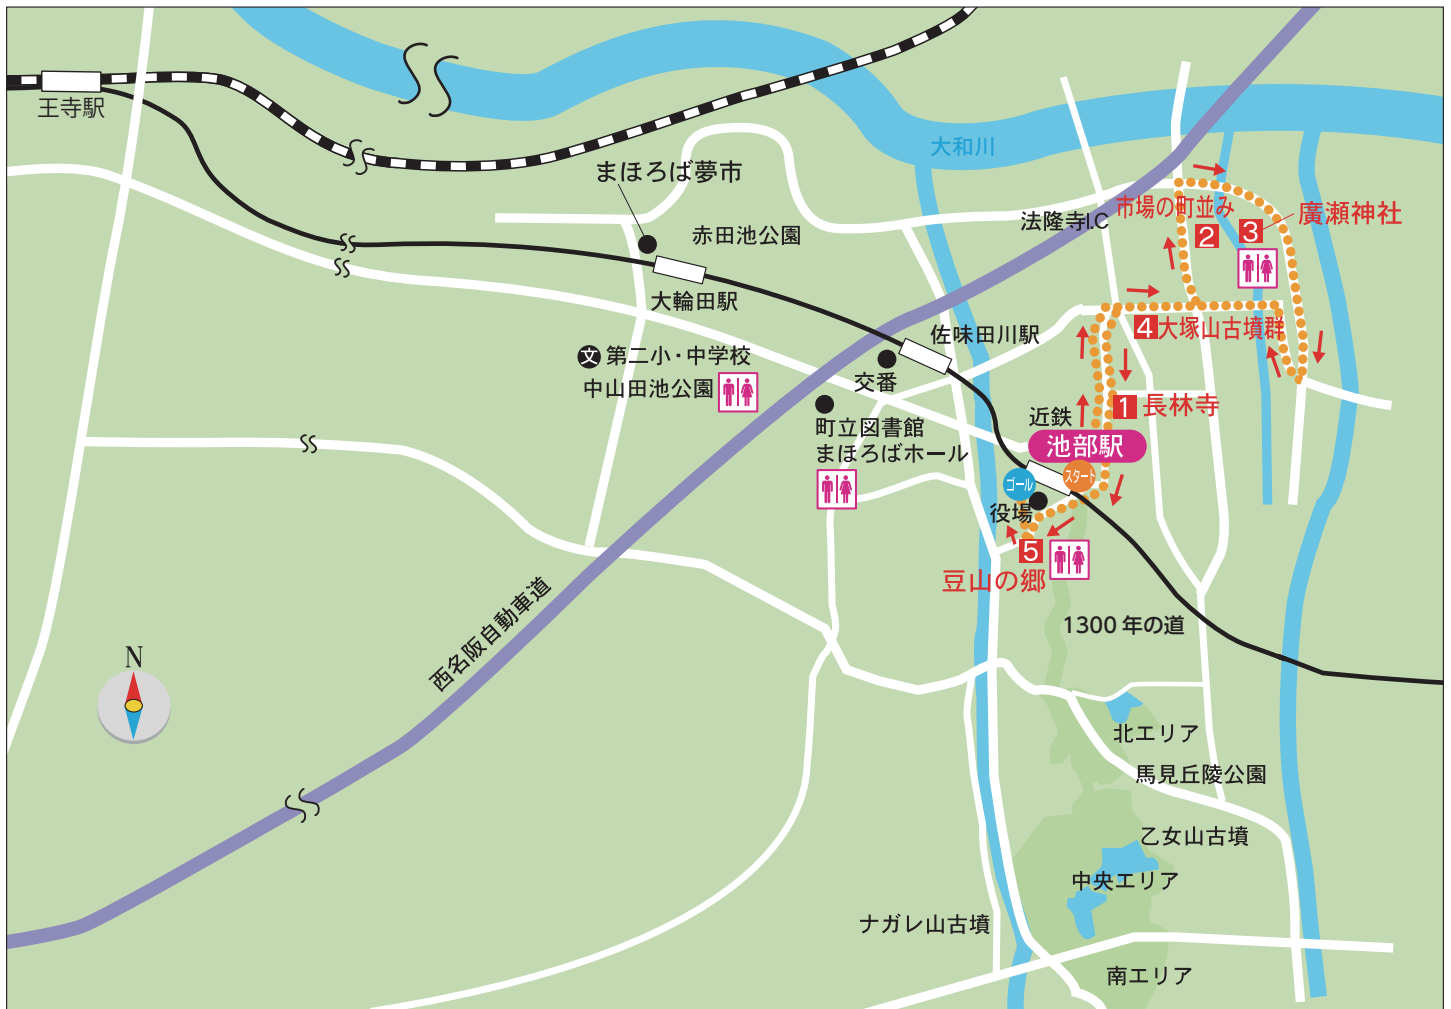 王寺駅
大和川
まほろば夢市
赤田池公園
法隆寺I.C
市場の町並み
2
3
廣瀬神社
大輪田駅
佐味田川駅
4 大塚山古墳群
文 第二小・中学校
中山田池公園
交番
1 長林寺
町立図書館
まほろばホール
近鉄
池部駅
スタート
ゴール
役場
5
豆山の郷
1300 年の道
西名阪自動車道
N
北エリア
馬見丘陵公園
乙女山古墳
中央エリア
ナガレ山古墳
南エリア